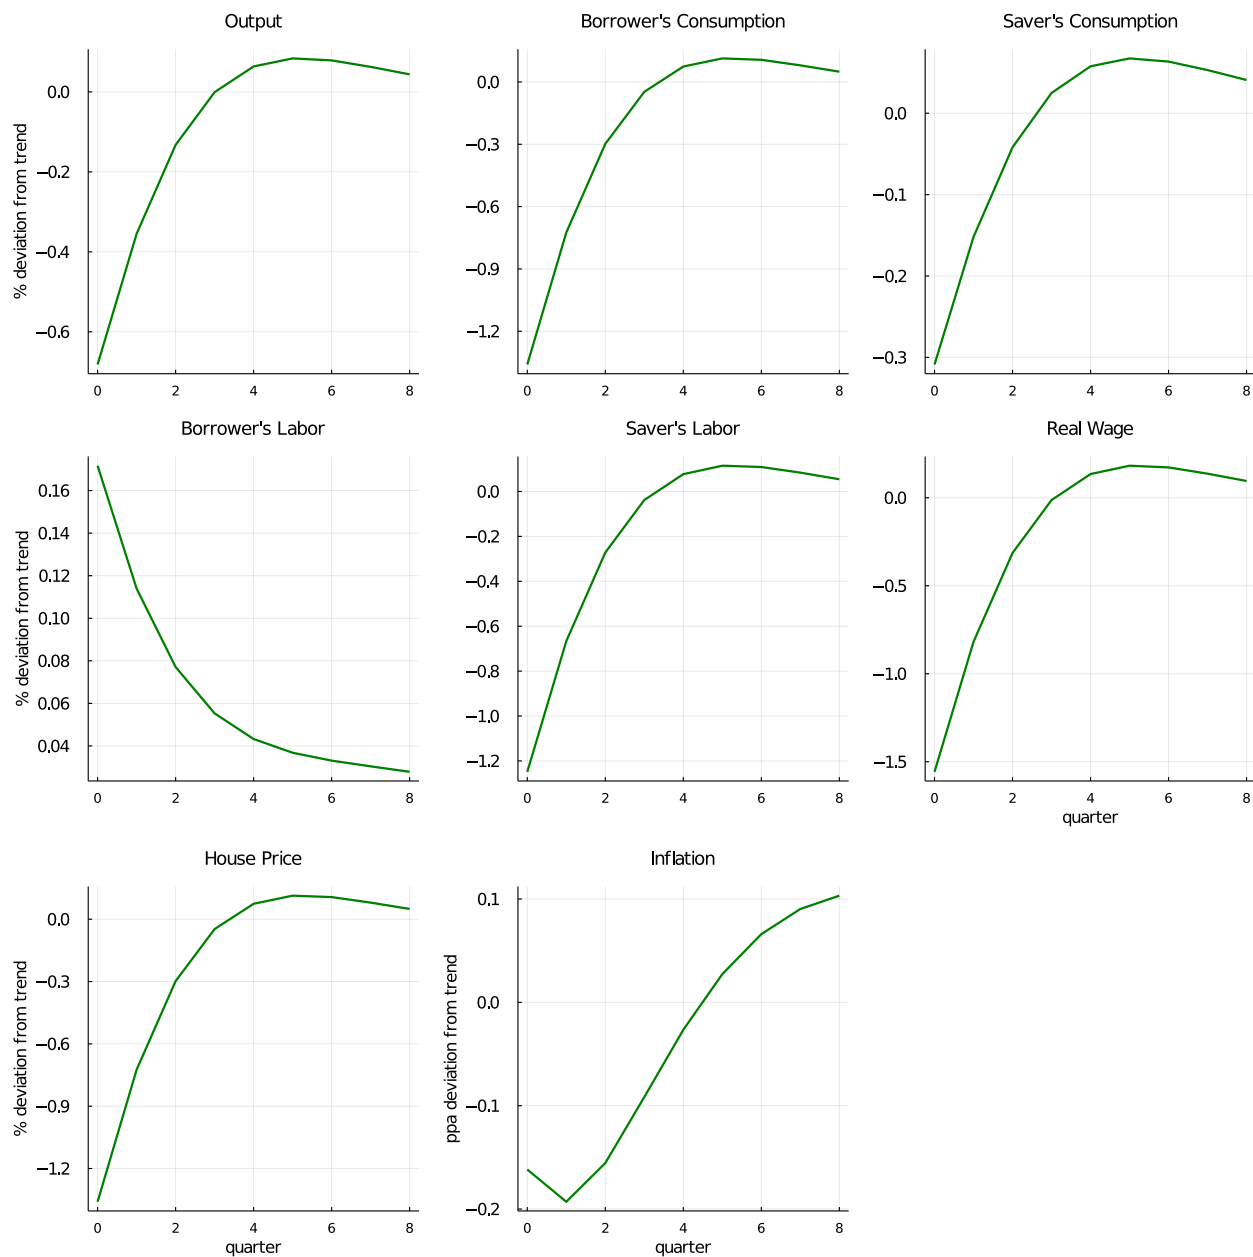 Output
Borrower's Consumption
Saver's Consumption
% deviation from trend
0.0
−0.2
−0.4
−0.6
0 2 4 6 8
0.0
−0.3
−0.6
−0.9
−1.2
0 2 4 6 8
0.0
−0.1
−0.2
−0.3
0 2 4 6 8
Borrower's Labor
Saver's Labor
Real Wage
% deviation from trend
0.16
0.14
0.12
0.10
0.08
0.06
0.04
0 2 4 6 8
0.0
−0.2
−0.4
−0.6
−0.8
−1.0
−1.2
0 2 4 6 8
0.0
−0.5
−1.0
−1.5
0 2 4 6 8
quarter
House Price
Inflation
% deviation from trend
0.0
−0.3
−0.6
−0.9
−1.2
0 2 4 6 8
quarter
ppa deviation from trend
0.1
0.0
−0.1
−0.2
0 2 4 6 8
quarter